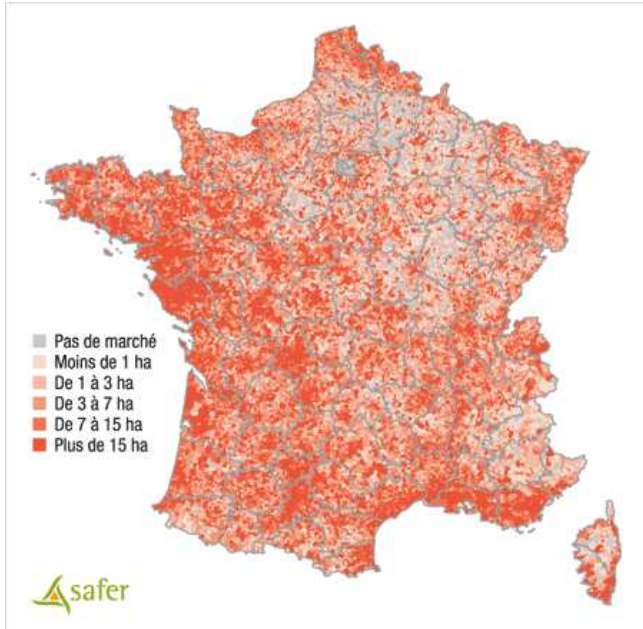 Pas de marché
Moins de 1 ha
De 1 à 3 ha
De 3 à 7 ha
De 7 à 15 ha
Plus de 15 ha
safer